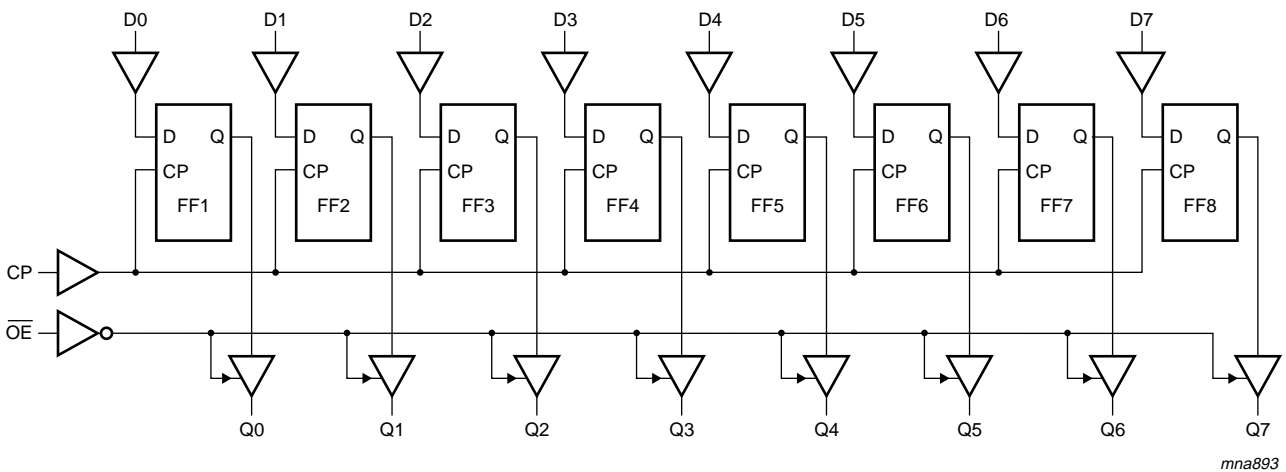 D0 D1 D2 D3 D4 D5 D6 D7
D Q D Q D Q D Q D Q D Q D Q D Q
CP CP CP CP CP CP CP CP
FF1 FF2 FF3 FF4 FF5 FF6 FF7 FF8
CP
OE
Q0 Q1 Q2 Q3 Q4 Q5 Q6 Q7
mna893